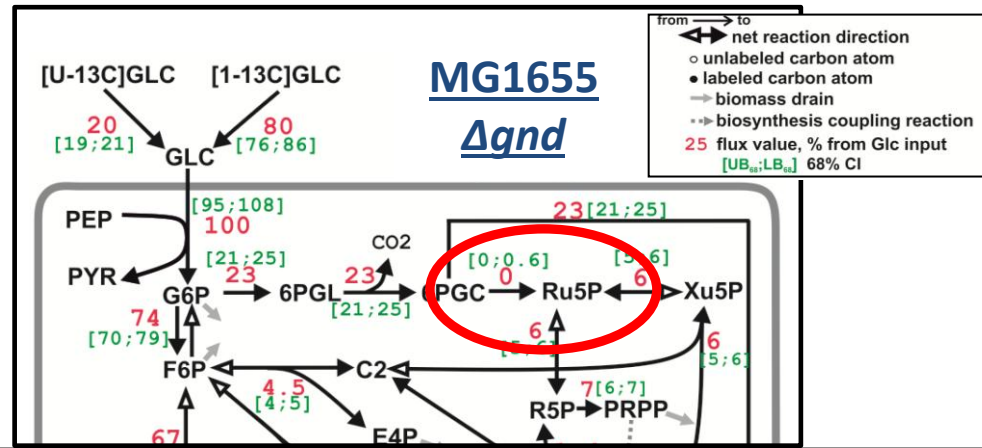 from → to
net reaction direction
unlabeled carbon atom
labeled carbon atom
biomass drain
biosynthesis coupling reaction
25 flux value, % from Glc input
[UB68;LB68] 68% CI
MG1655
Δgnd
[U-13C]GLC [1-13C]GLC
20 80
[19;21] [76;86]
GLC
[95;108]
100
PEP
PYR
23[21;25]
CO2
[21;25] [0;0.6]
23 23 0 6
G6P 6PGL 6PGC Ru5P Xu5P
[21;25]
74
[70;79]
6
6
[5;6]
F6P C2
4.5
[4;5]
7[6;7]
R5P PRPP
E4P
67